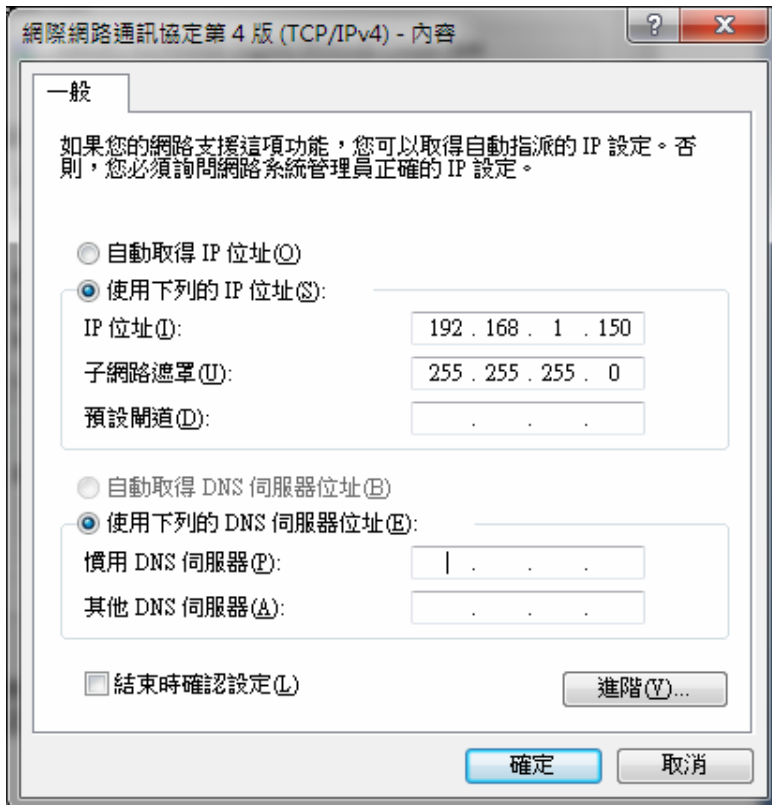 網際網路通訊協定第 4 版 (TCP/IPv4) - 內容
一般
如果您的網路支援這項功能，您可以取得自動指派的 IP 設定。否
則，您必須詢問網路系統管理員正確的 IP 設定。
自動取得 IP 位址(O)
使用下列的 IP 位址(S):
IP 位址(I): 192 . 168 . 1 . 150
子網路遮罩(U): 255 . 255 . 255 . 0
預設閘道(D): . . .
自動取得 DNS 伺服器位址(B)
使用下列的 DNS 伺服器位址(E):
慣用 DNS 伺服器(P): . . .
其他 DNS 伺服器(A): . . .
結束時確認設定(L)
進階(V)...
確定 取消